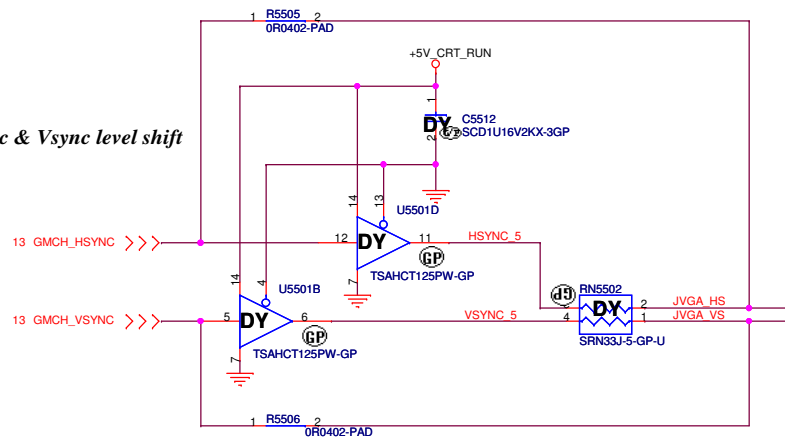 1 R5505 2
0R0402-PAD
+5V_CRT_RUN
1
C5512
DY
SCD1U16V2KX-3GP
2
c & Vsync level shift
14 13
U5501D
13 GMCH_HSYNC
12 DY 11
HSYNC_5
GP
TSAHCT125PW-GP
7
14 4
U5501B
GP
RN5502
DY
2 JVGA_HS
13 GMCH_VSYNC
5 DY 6
VSYNC_5
4
1 JVGA_VS
GP
SRN33J-5-GP-U
TSAHCT125PW-GP
7
1 R5506 2
0R0402-PAD